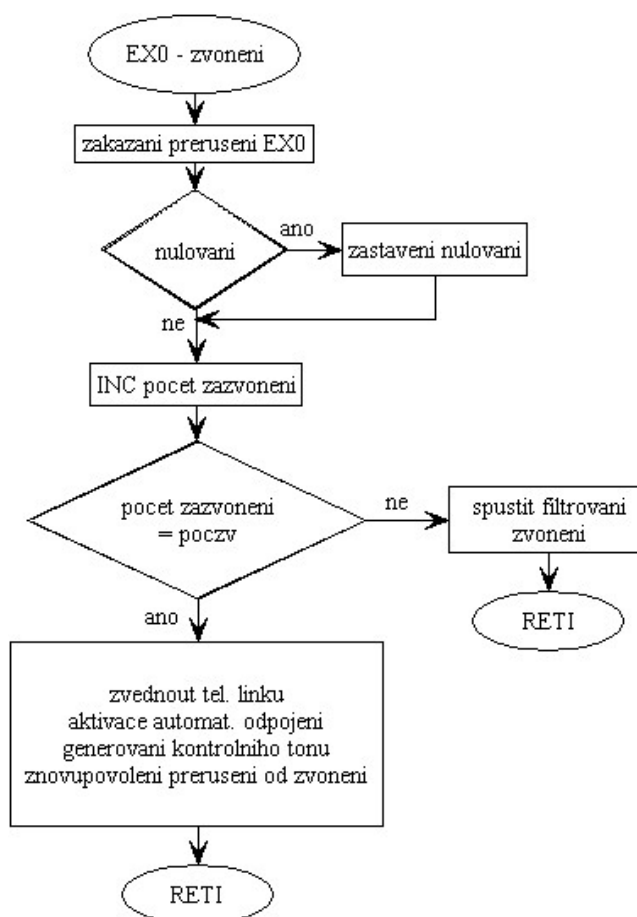 EX0 - zvoneni
zakazani preruseni EX0
nulovani
ano
zastaveni nulovani
ne
INC pocet zazvoneni
pocet zazvoneni
= poczv
ne
spustit filtrovani
zvoneni
RETI
ano
zvednout tel. linku
aktivace automat. odpojeni
generovani kontrolniho tonu
znovupovoleni preruseni od zvoneni
RETI